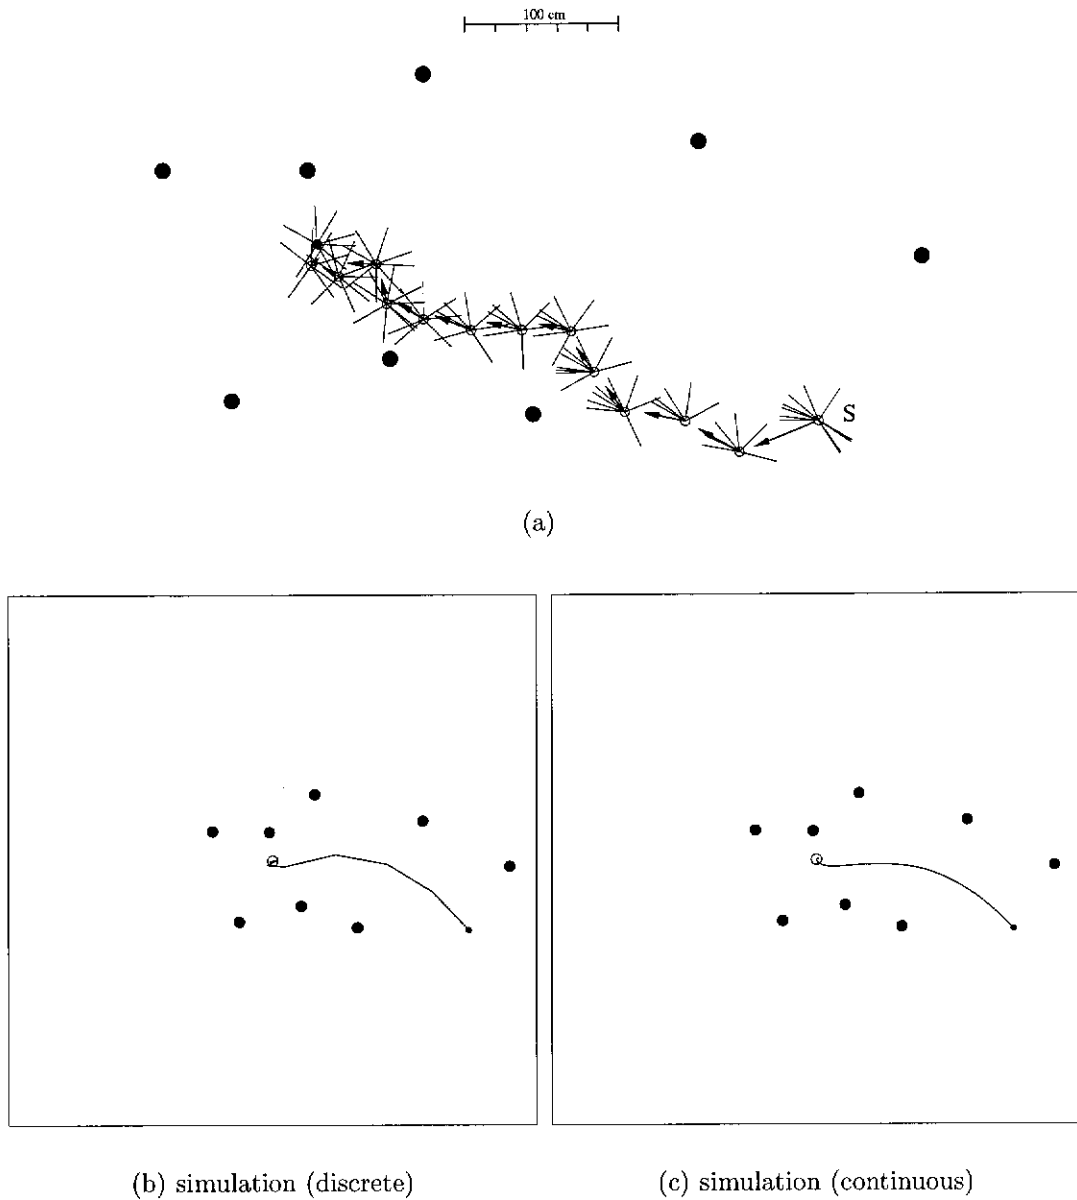 100 cm
S
(a)
(b) simulation (discrete)
(c) simulation (continuous)